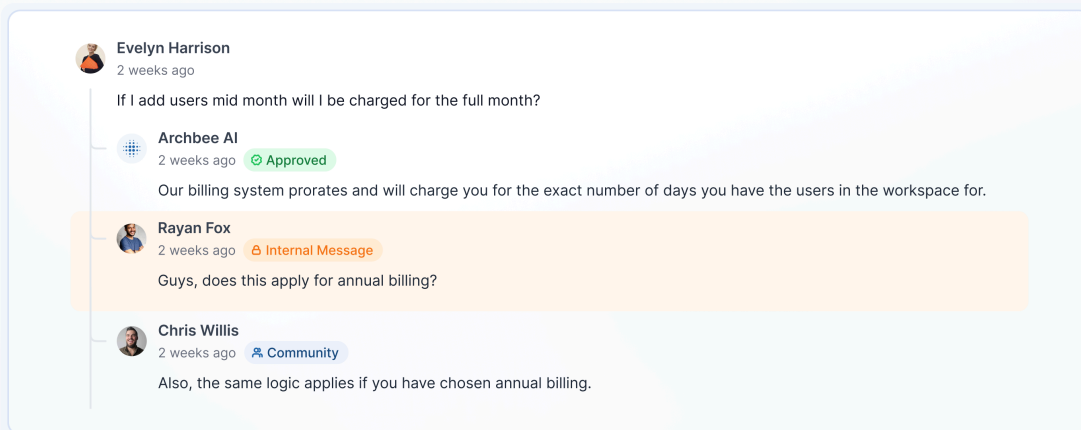 Evelyn Harrison
2 weeks ago
If I add users mid month will I be charged for the full month?
Archbee AI
2 weeks ago Approved
Our billing system prorates and will charge you for the exact number of days you have the users in the workspace for.
Rayan Fox
2 weeks ago Internal Message
Guys, does this apply for annual billing?
Chris Willis
2 weeks ago Community
Also, the same logic applies if you have chosen annual billing.